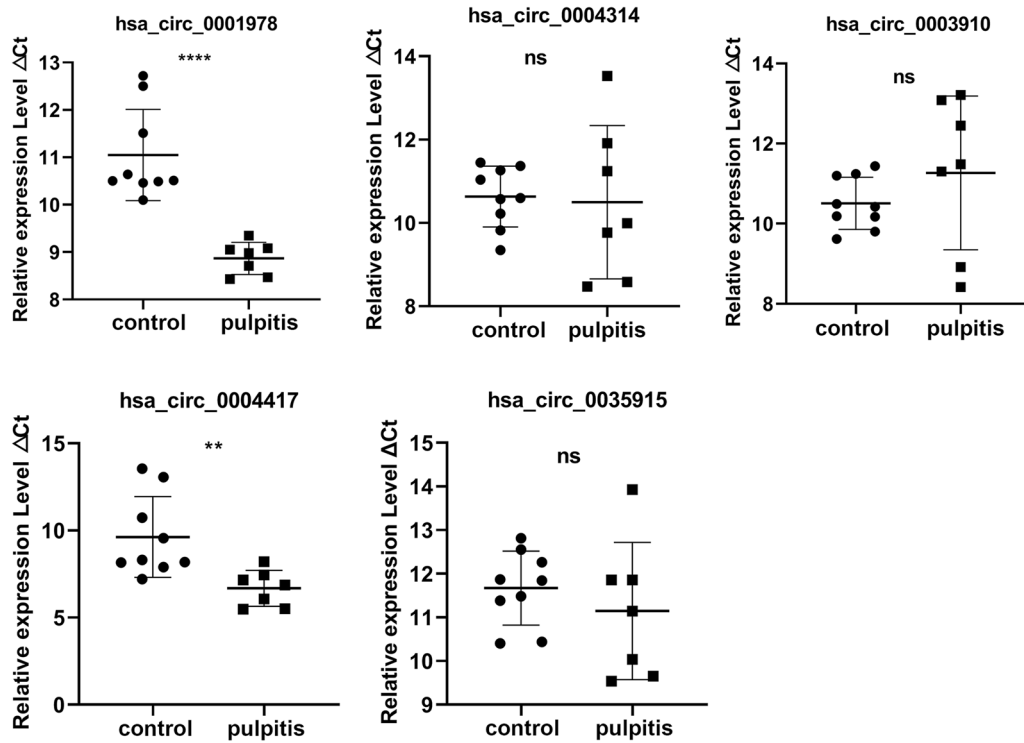 hsa_circ_0001978
****
Relative expression Level ΔCt
13
12
11
10
9
8
control pulpitis
hsa_circ_0004314
ns
Relative expression Level ΔCt
14
12
10
8
control pulpitis
hsa_circ_0003910
ns
Relative expression Level ΔCt
14
12
10
8
control pulpitis
hsa_circ_0004417
**
Relative expression Level ΔCt
15
10
5
0
control pulpitis
hsa_circ_0035915
ns
Relative expression Level ΔCt
15
14
13
12
11
10
9
control pulpitis